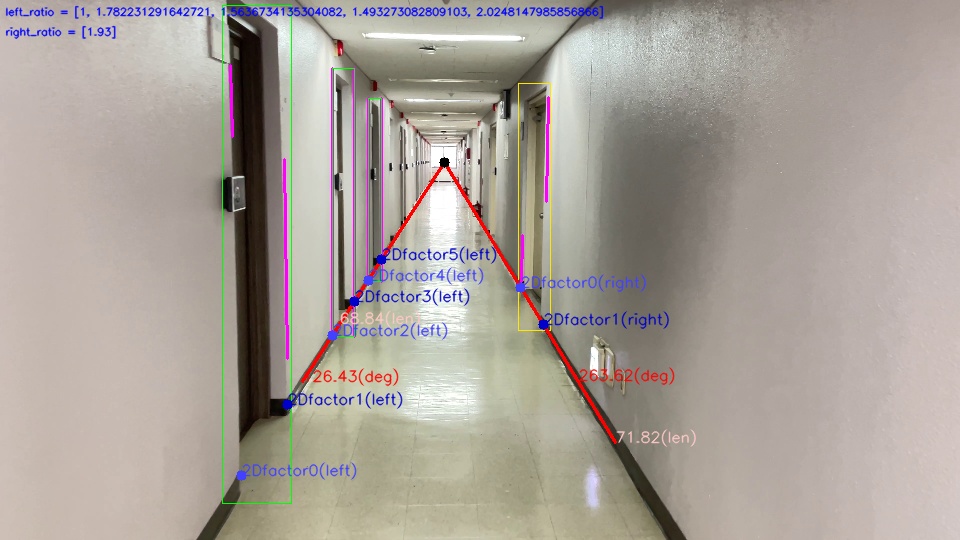 left_ratio = [1, 1.782231291642721, 1.5636734135304082, 1.493273082809103, 2.0248147985856866]
right_ratio = [1.93]
2Dfactor5(left)
2Dfactor4(left)
2Dfactor0(right)
2Dfactor3(left)
68.84(len)
2Dfactor1(right)
2Dfactor2(left)
26.43(deg)
263.62(deg)
2Dfactor1(left)
71.82(len)
2Dfactor0(left)